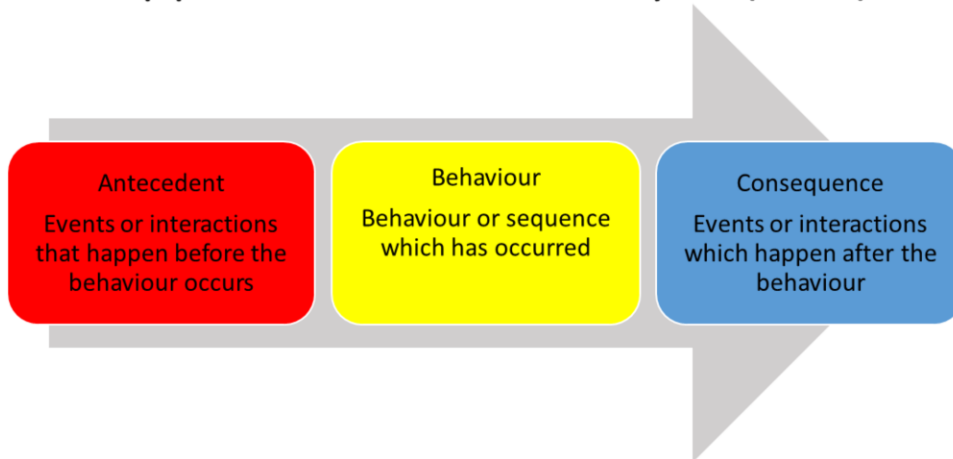 Antecedent
Events or interactions
that happen before the
behaviour occurs
Behaviour
Behaviour or sequence
which has occurred
Consequence
Events or interactions
which happen after the
behaviour